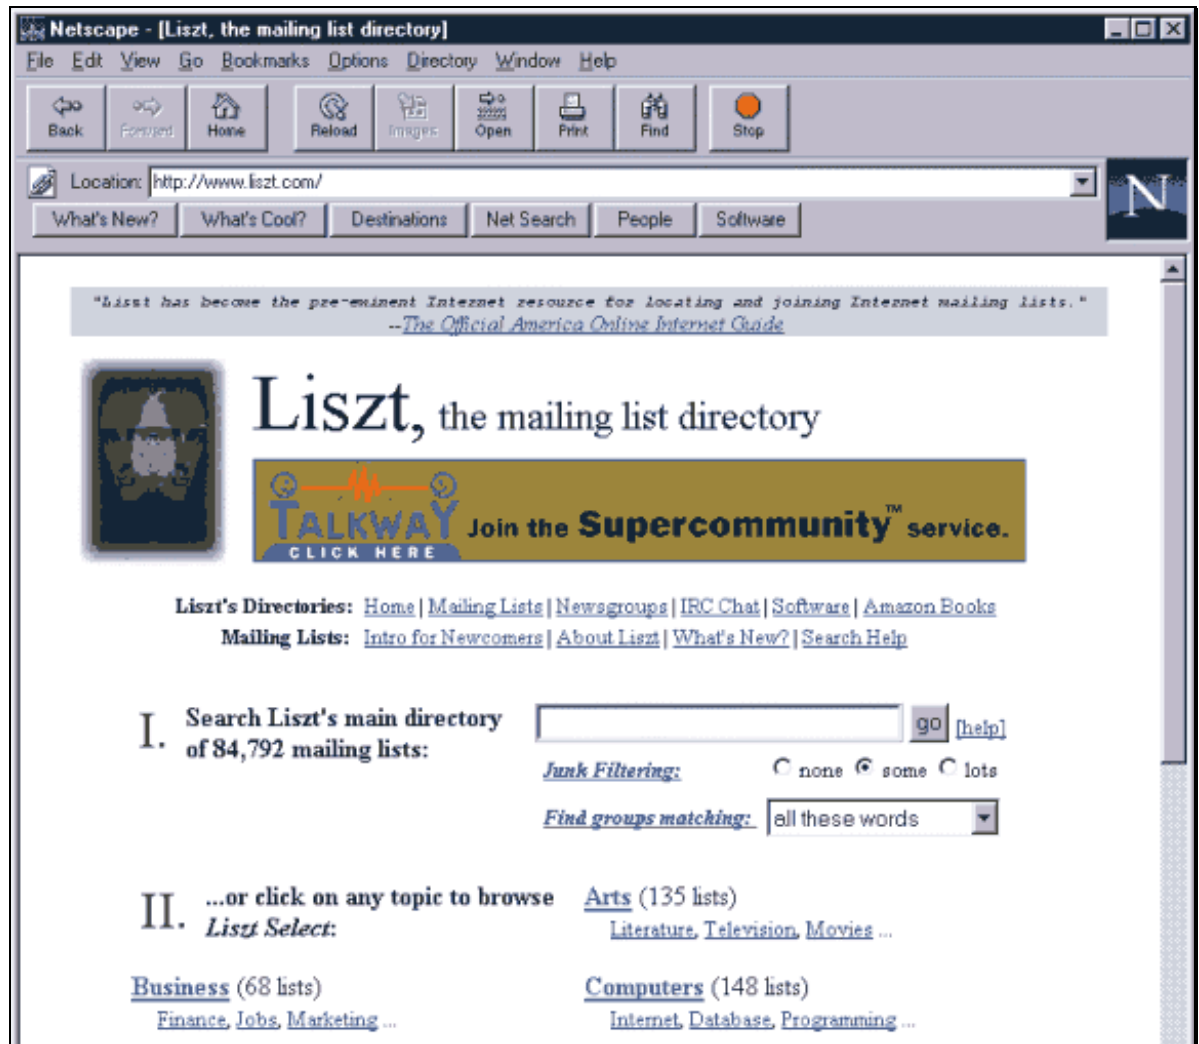 Netscape - [Liszt, the mailing list directory]
File Edit View Go Bookmarks Options Directory Window Help
Back Forward Home Reload Images Open Print Find Stop
Location: http://www.liszt.com/
N
What's New? What's Cool? Destinations Net Search People Software
"Liszt has become the pre-eminent Internet resource for locating and joining Internet mailing lists."
--The Official America Online Internet Guide
Liszt, the mailing list directory
TALKWAY Join the Supercommunity™ service.
CLICK HERE
Liszt's Directories: Home | Mailing Lists | Newsgroups | IRC Chat | Software | Amazon Books
Mailing Lists: Intro for Newcomers | About Liszt | What's New? | Search Help
I. Search Liszt's main directory
of 84,792 mailing lists:
go [help]
Junk Filtering: none some lots
Find groups matching: all these words
II. ...or click on any topic to browse
Liszt Select:
Arts (135 lists)
Literature, Television, Movies ...
Business (68 lists) Computers (148 lists)
Finance, Jobs, Marketing ... Internet, Database, Programming ...